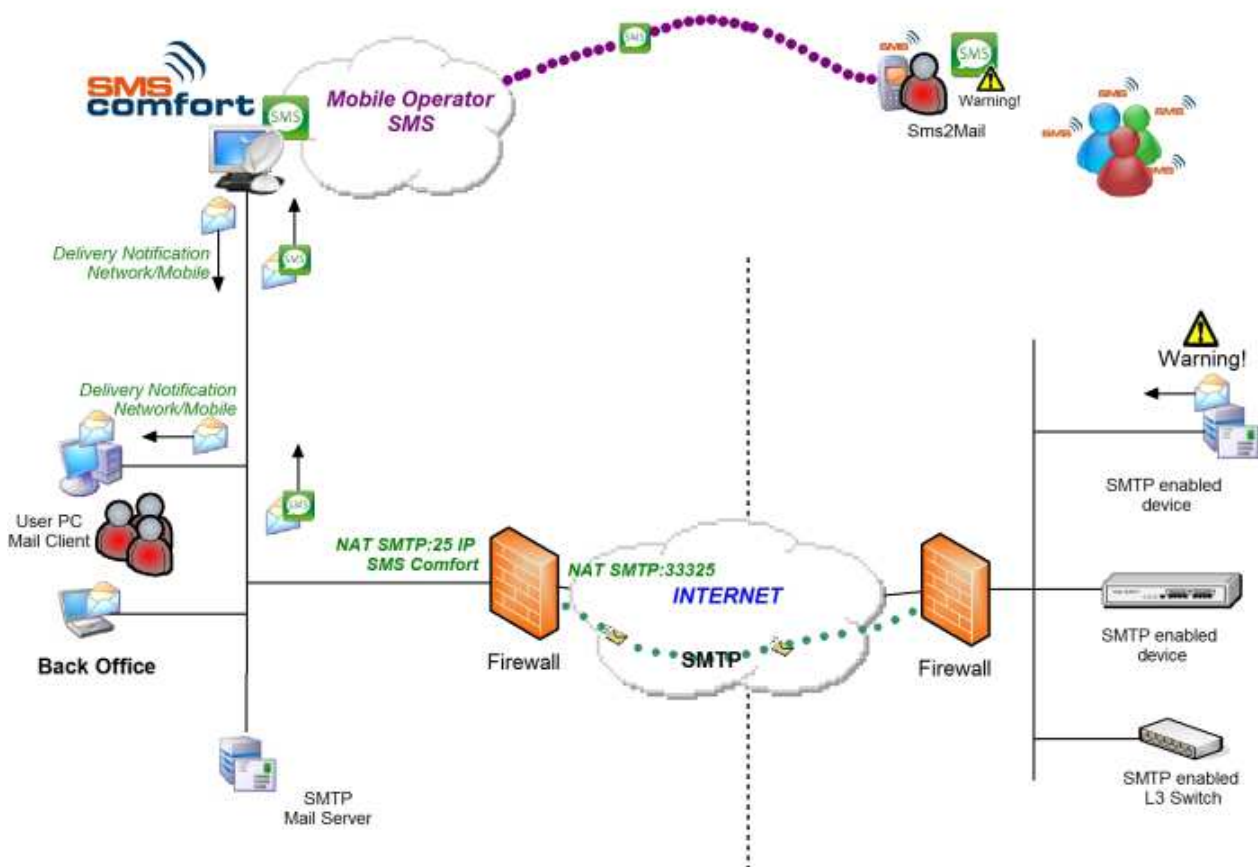 SMS
comfort
SMS
Mobile Operator
SMS
SMS
SMS
SMS
Warning!
Sms2Mail
SMS
SMS
SMS
SMS
Delivery Notification
Network/Mobile
SMS
Warning!
Delivery Notification
Network/Mobile
SMS
SMTP enabled
device
User PC
Mail Client
NAT SMTP:25 IP
SMS Comfort
NAT SMTP:33325
INTERNET
SMTP
Firewall
Firewall
SMTP enabled
device
Back Office
SMTP enabled
L3 Switch
SMTP
Mail Server